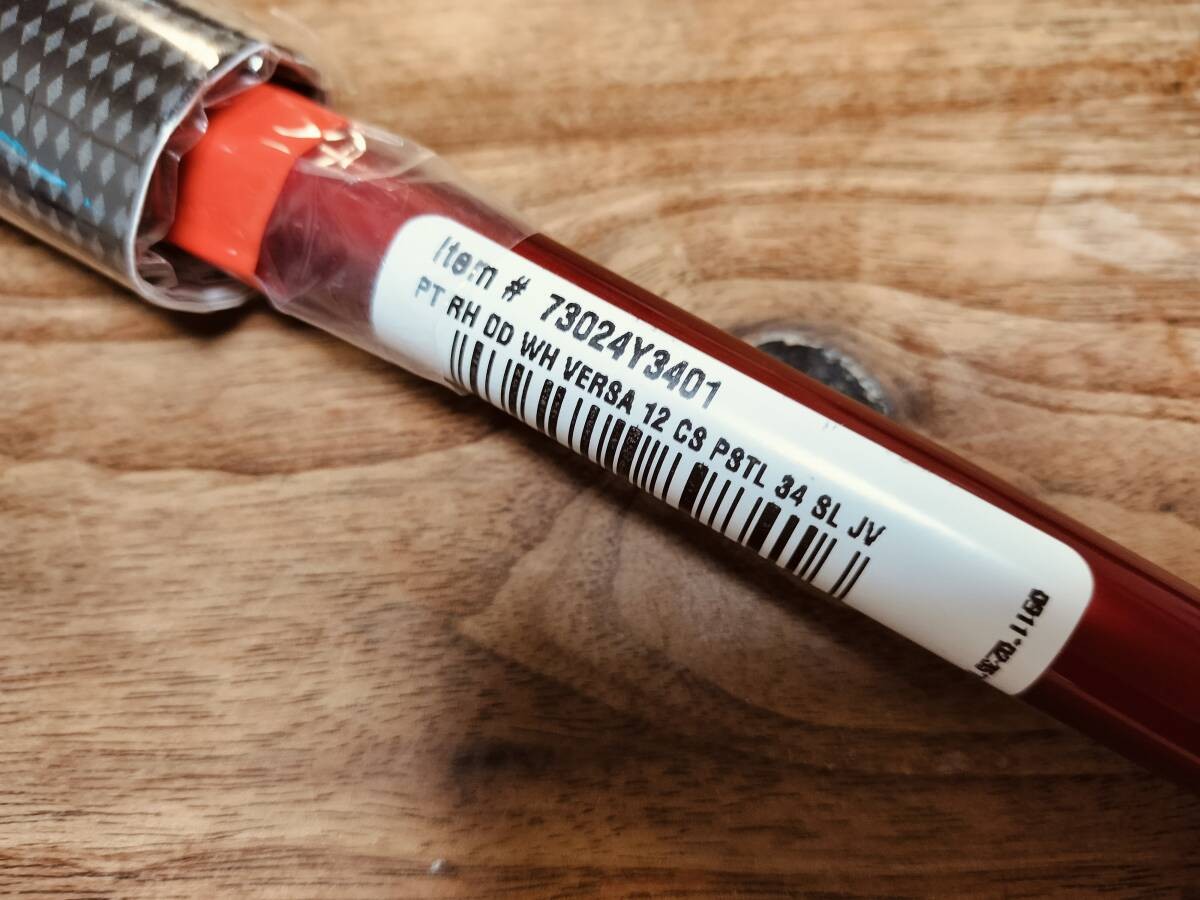 Item # 73024Y3401
PT RH OD WH VERSA 12 CS PSTL 34 SL JV